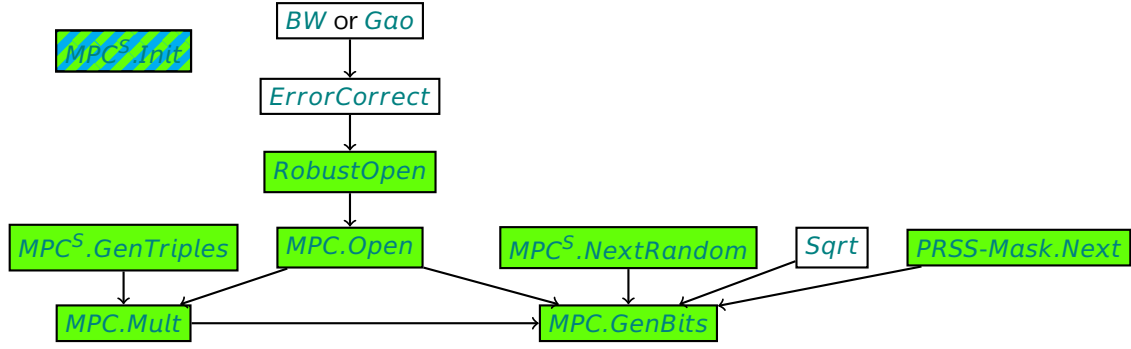 BW or Gao
MPC^S.Init
ErrorCorrect
RobustOpen
MPC^S.GenTriples
MPC.Open
MPC^S.NextRandom
Sqrt
PRSS-Mask.Next
MPC.Mult
MPC.GenBits